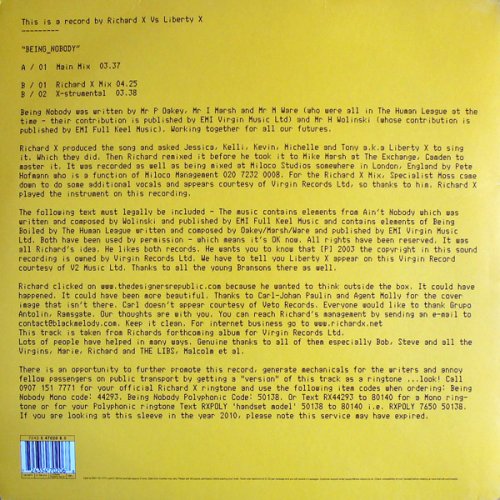 This is a record by Richard X Vs Liberty X
---------
"BEING_NOBODY"
A / 01 Main Mix 03.37
B / 01 Richard X Mix 04.25
B / 02 X-strumental 03.38
Being Nobody was written by Mr P Oakey, Mr I Marsh and Mr M Ware (who were all in The Human League at the
time - their contribution is published by EMI Virgin Music Ltd) and Mr H Wolinski (whose contribution is
published by EMI Full Keel Music). Working together for all our futures.
Richard X produced the song and asked Jessica, Kelli, Kevin, Michelle and Tony a.k.a Liberty X to sing
it. Which they did. Then Richard remixed it before he took it to Mike Marsh at The Exchange, Camden to
master it. It was recorded as well as being mixed at Miloco Studios somewhere in London, England by Pete
Hofmann who is a function of Miloco Management 020 7232 0008. For the Richard X Mix, Specialist Moss came
down to do some additional vocals and appears courtesy of Virgin Records Ltd, so thanks to him. Richard X
played the instrument on this recording.
The following text must legally be included - The music contains elements from Ain't Nobody which was
written and composed by Wolinski and published by EMI Full Keel Music and contains elements of Being
Boiled by The Human League written and composed by Oakey/Marsh/Ware and published by EMI Virgin Music
Ltd. Both have been used by permission - which means it's OK now. All rights have been reserved. It was
all Richard's idea. He likes both records. He wants you to know that [P] 2003 the copyright in this sound
recording is owned by Virgin Records Ltd. We have to tell you Liberty X appear on this Virgin Record
courtesy of V2 Music Ltd. Thanks to all the young Bransons there as well.
Richard clicked on www.thedesignersrepublic.com because he wanted to think outside the box. It could have
happened. It could have been more beautiful. Thanks to Carl-Johan Paulin and Agent Molly for the cover
image that isn't there. Carl doesn't appear courtesy of Veto Records. Everyone would like to thank Grupo
Antolin, Ramsgate. Our thoughts are with you. You can reach Richard's management by sending an e-mail to
contact@blackmelody.com. Keep it clean. For internet business go to www.richardx.net
This track is taken from Richards forthcoming album for Virgin Records Ltd.
Lots of people have helped in many ways. Genuine thanks to all of them especially Bob, Steve and all the
Virgins, Marie, Richard and THE LIBS, Malcolm et al.
There is an opportunity to further promote this record, generate mechanicals for the writers and annoy
fellow passengers on public transport by getting a "version" of this track as a ringtone ...look! Call
0907 151 7771 for your official Richard X ringtone and use the following item codes when ordering: Being
Nobody Mono code: 44293. Being Nobody Polyphonic Code: 50138. Or Text RX44293 to 80140 for a Mono ring-
tone or for your Polyphonic ringtone Text RXPOLY 'handset model' 50138 to 80140 i.e. RXPOLY 7650 50138.
If you are looking at this sleeve in the year 2010, please note this service may have expired.